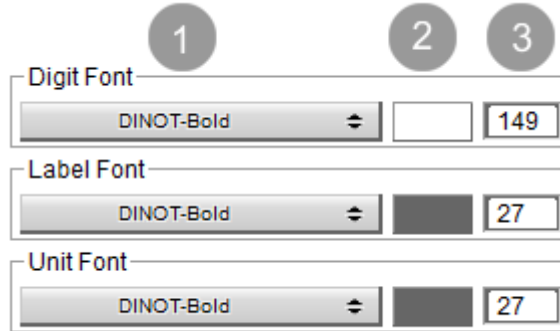 1 2 3
Digit Font
DINOT-Bold 149
Label Font
DINOT-Bold 27
Unit Font
DINOT-Bold 27